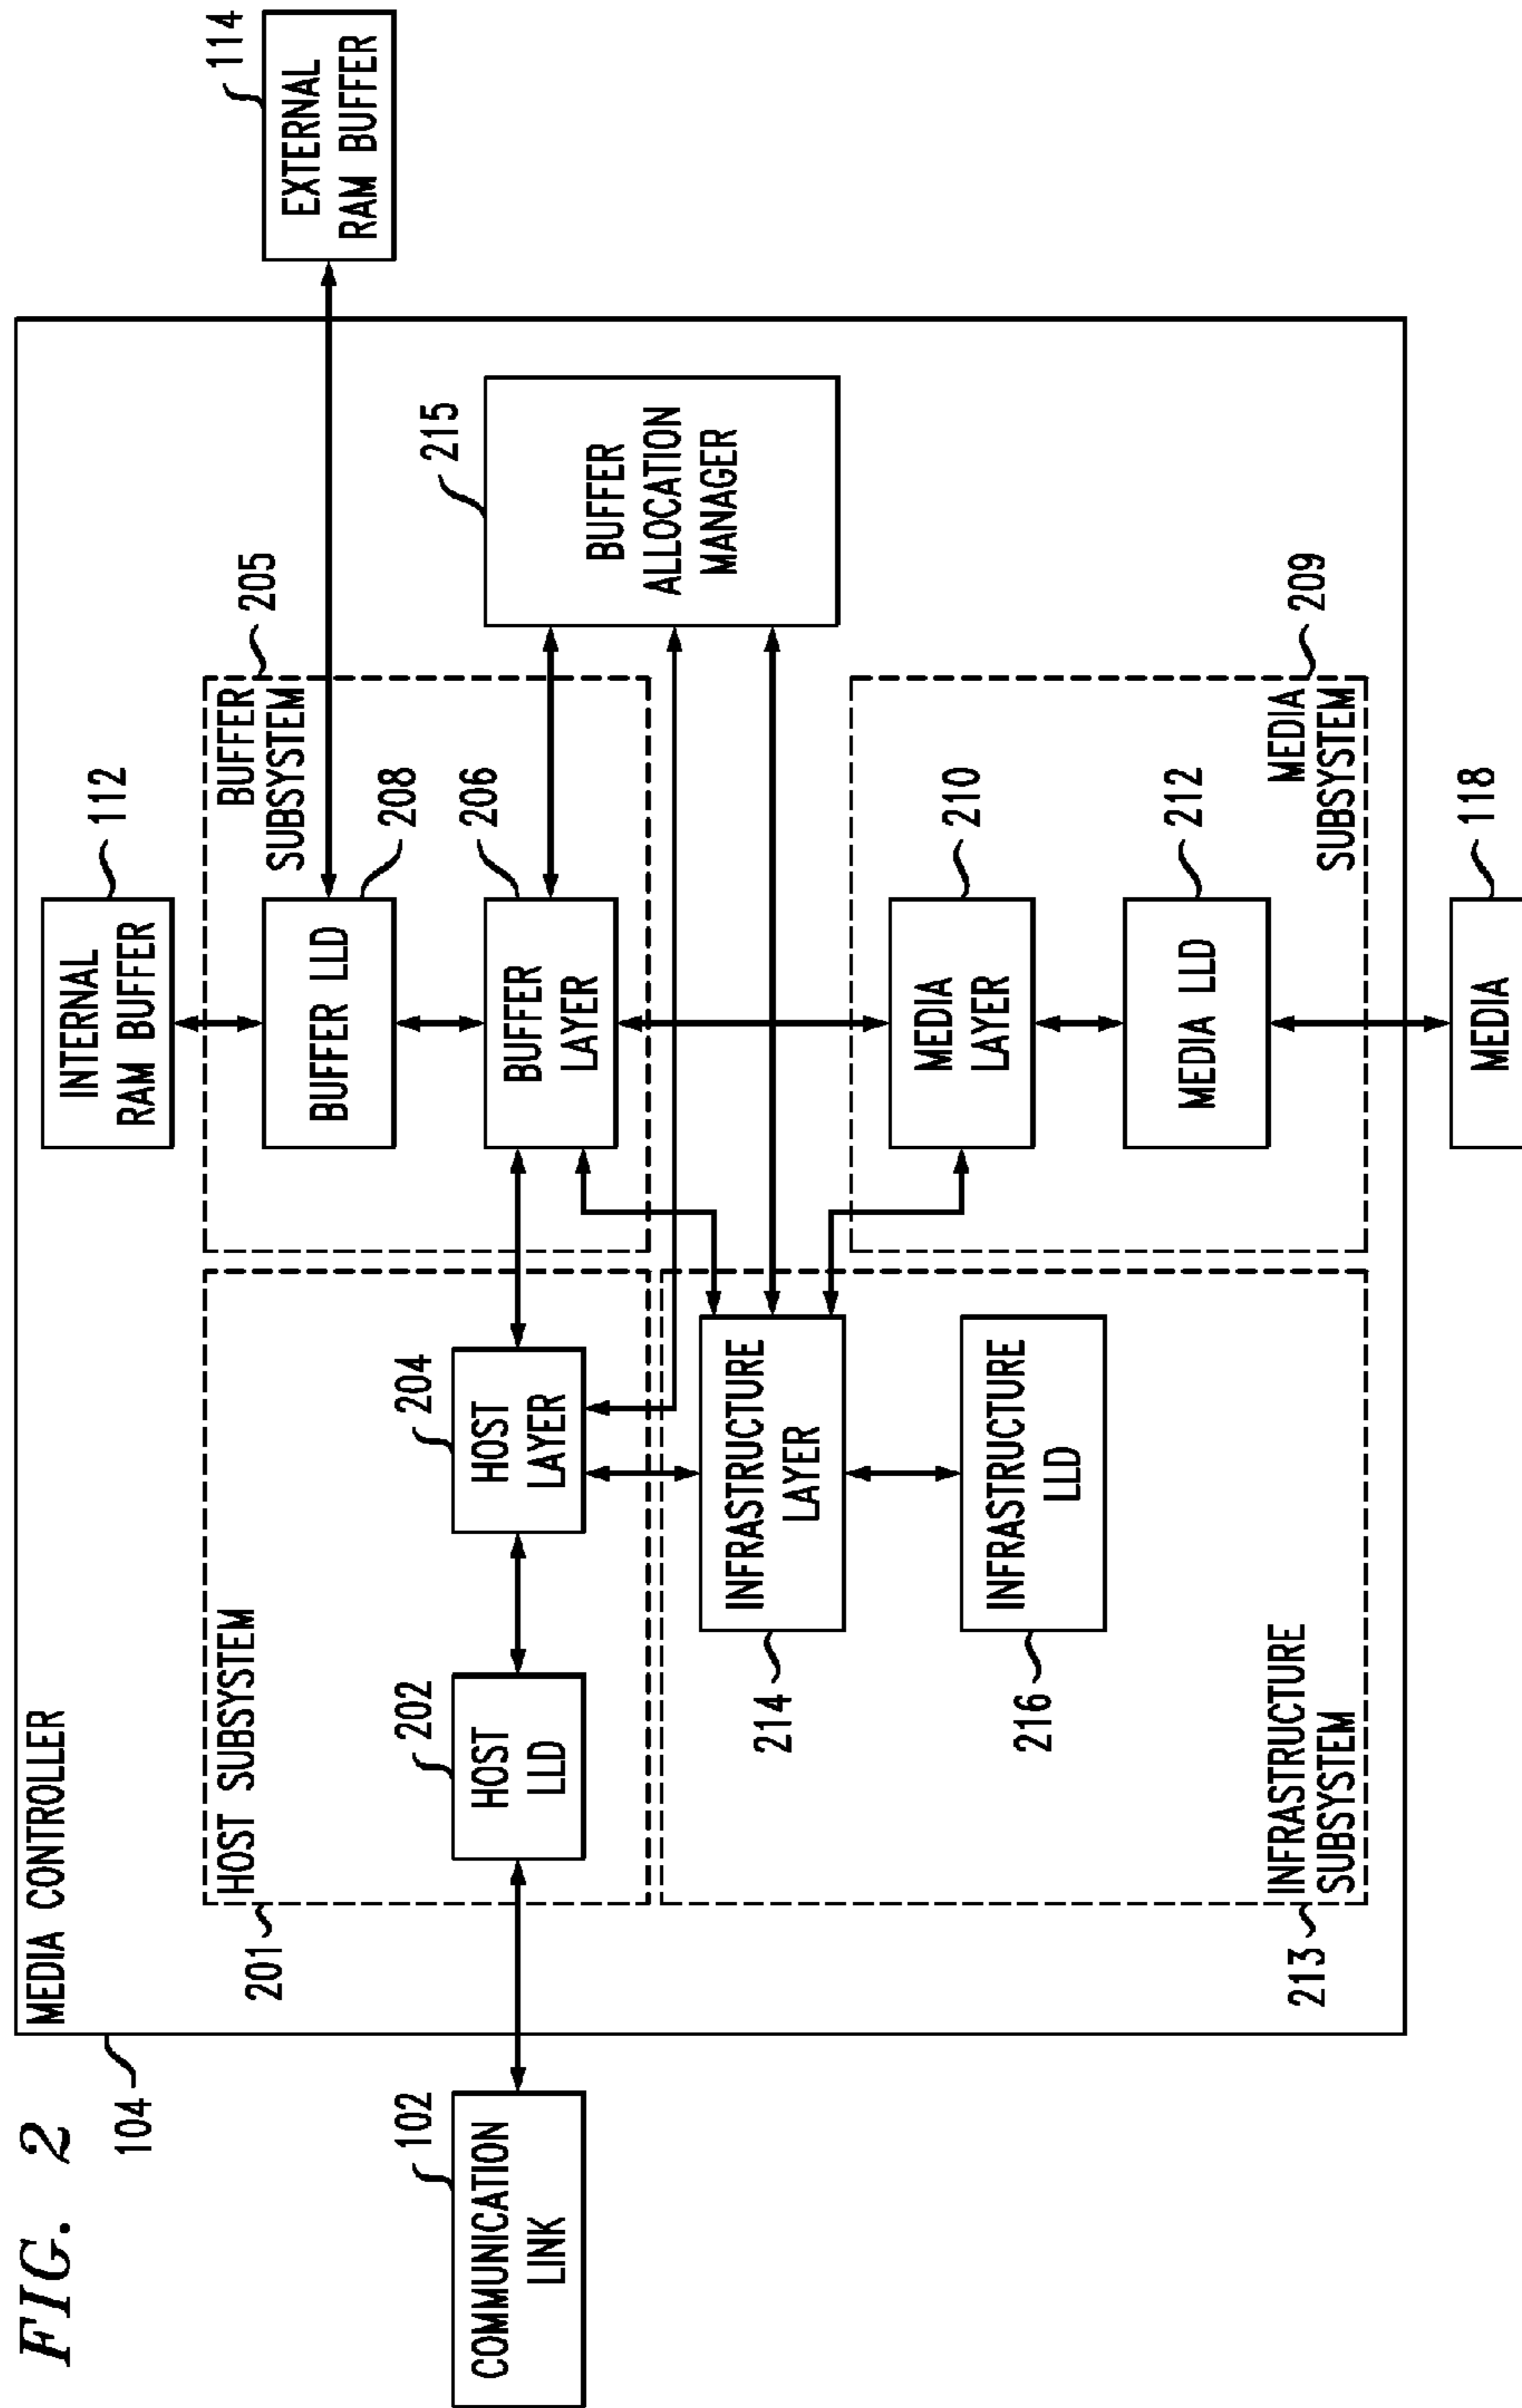 FIG. 2
MEDIA CONTROLLER
104
INTERNAL
RAM BUFFER
112
EXTERNAL
RAM BUFFER
114
HOST SUBSYSTEM
201
BUFFER
SUBSYSTEM
205
BUFFER LLD
208
COMMUNICATION
LINK
102
HOST
LLD
202
HOST
LAYER
204
BUFFER
LAYER
206
BUFFER
ALLOCATION
MANAGER
215
INFRASTRUCTURE
LAYER
214
INFRASTRUCTURE
LLD
216
INFRASTRUCTURE
SUBSYSTEM
213
MEDIA
LAYER
210
MEDIA LLD
212
MEDIA
SUBSYSTEM
209
MEDIA
118